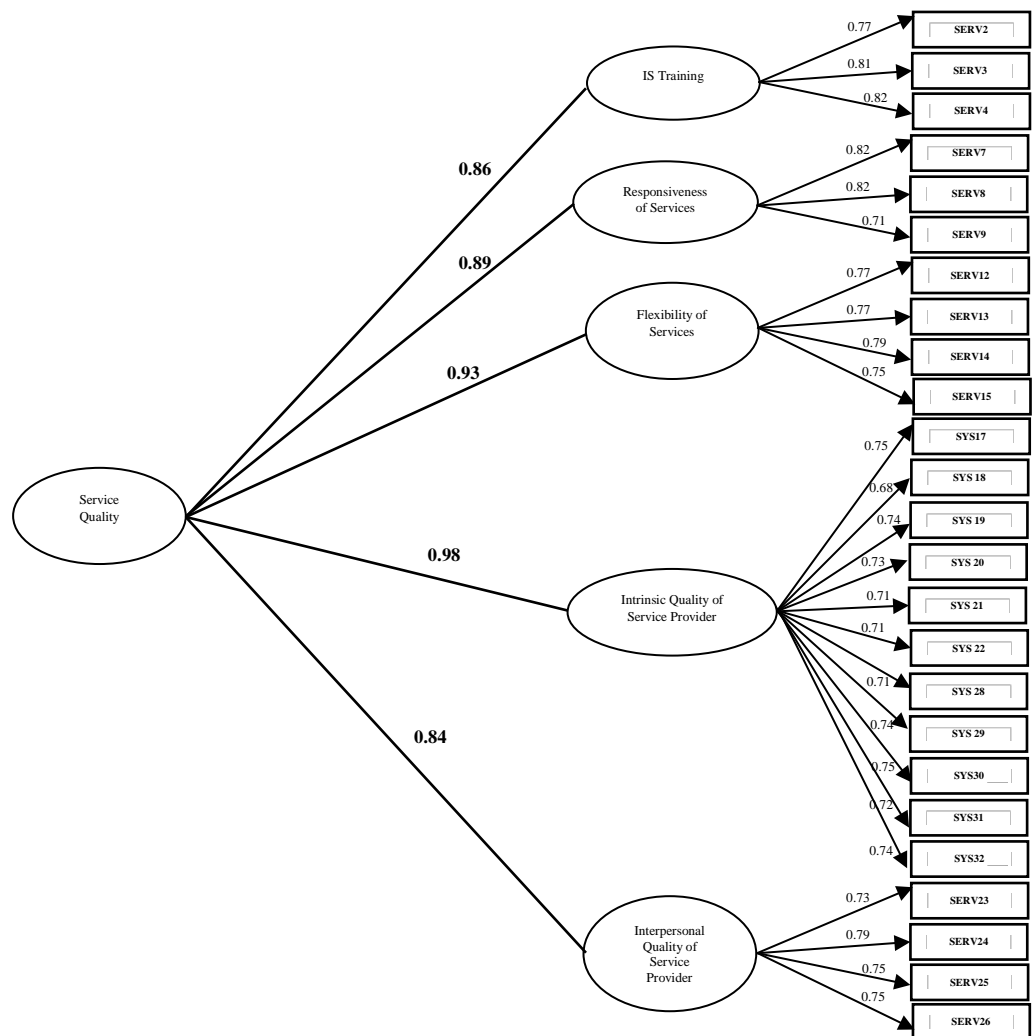 0.77
SERV2
IS Training
0.81
SERV3
0.82
SERV4
0.86
0.82
SERV7
Responsiveness
of Services
0.82
SERV8
0.71
SERV9
0.89
0.77
SERV12
Flexibility of
Services
0.77
SERV13
0.79
SERV14
0.75
SERV15
0.93
0.75
SYS17
0.68
SYS 18
Service
Quality
0.74
SYS 19
0.73
SYS 20
0.98
Intrinsic Quality of
Service Provider
0.71
SYS 21
0.71
SYS 22
0.71
SYS 28
0.74
SYS 29
0.75
SYS30
0.72
SYS31
0.74
SYS32
0.84
0.73
SERV23
Interpersonal
Quality of
Service
Provider
0.79
SERV24
0.75
SERV25
0.75
SERV26